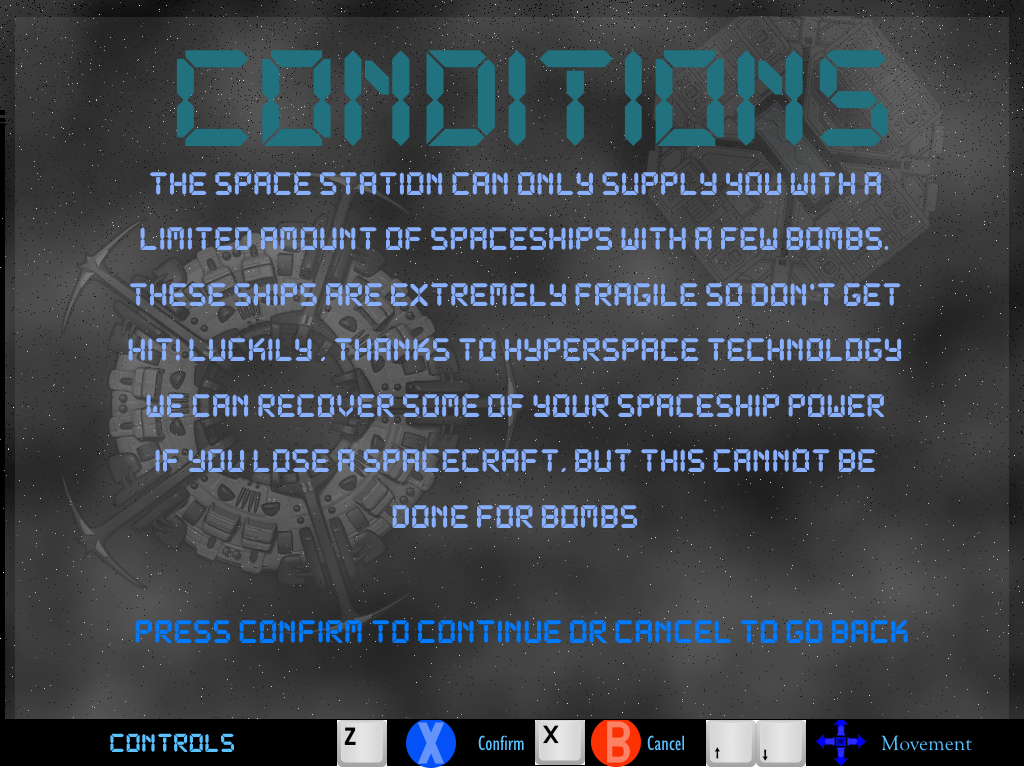 CONDITIONS
THE SPACE STATION CAN ONLY SUPPLY YOU WITH A
LIMITED AMOUNT OF SPACESHIPS WITH A FEW BOMBS.
THESE SHIPS ARE EXTREMELY FRAGILE SO DON'T GET
HIT! LUCKILY , THANKS TO HYPERSPACE TECHNOLOGY
WE CAN RECOVER SOME OF YOUR SPACESHIP POWER
IF YOU LOSE A SPACECRAFT, BUT THIS CANNOT BE
DONE FOR BOMBS
PRESS CONFIRM TO CONTINUE OR CANCEL TO GO BACK
CONTROLS Z X Confirm X B Cancel ↑ ↓ Movement